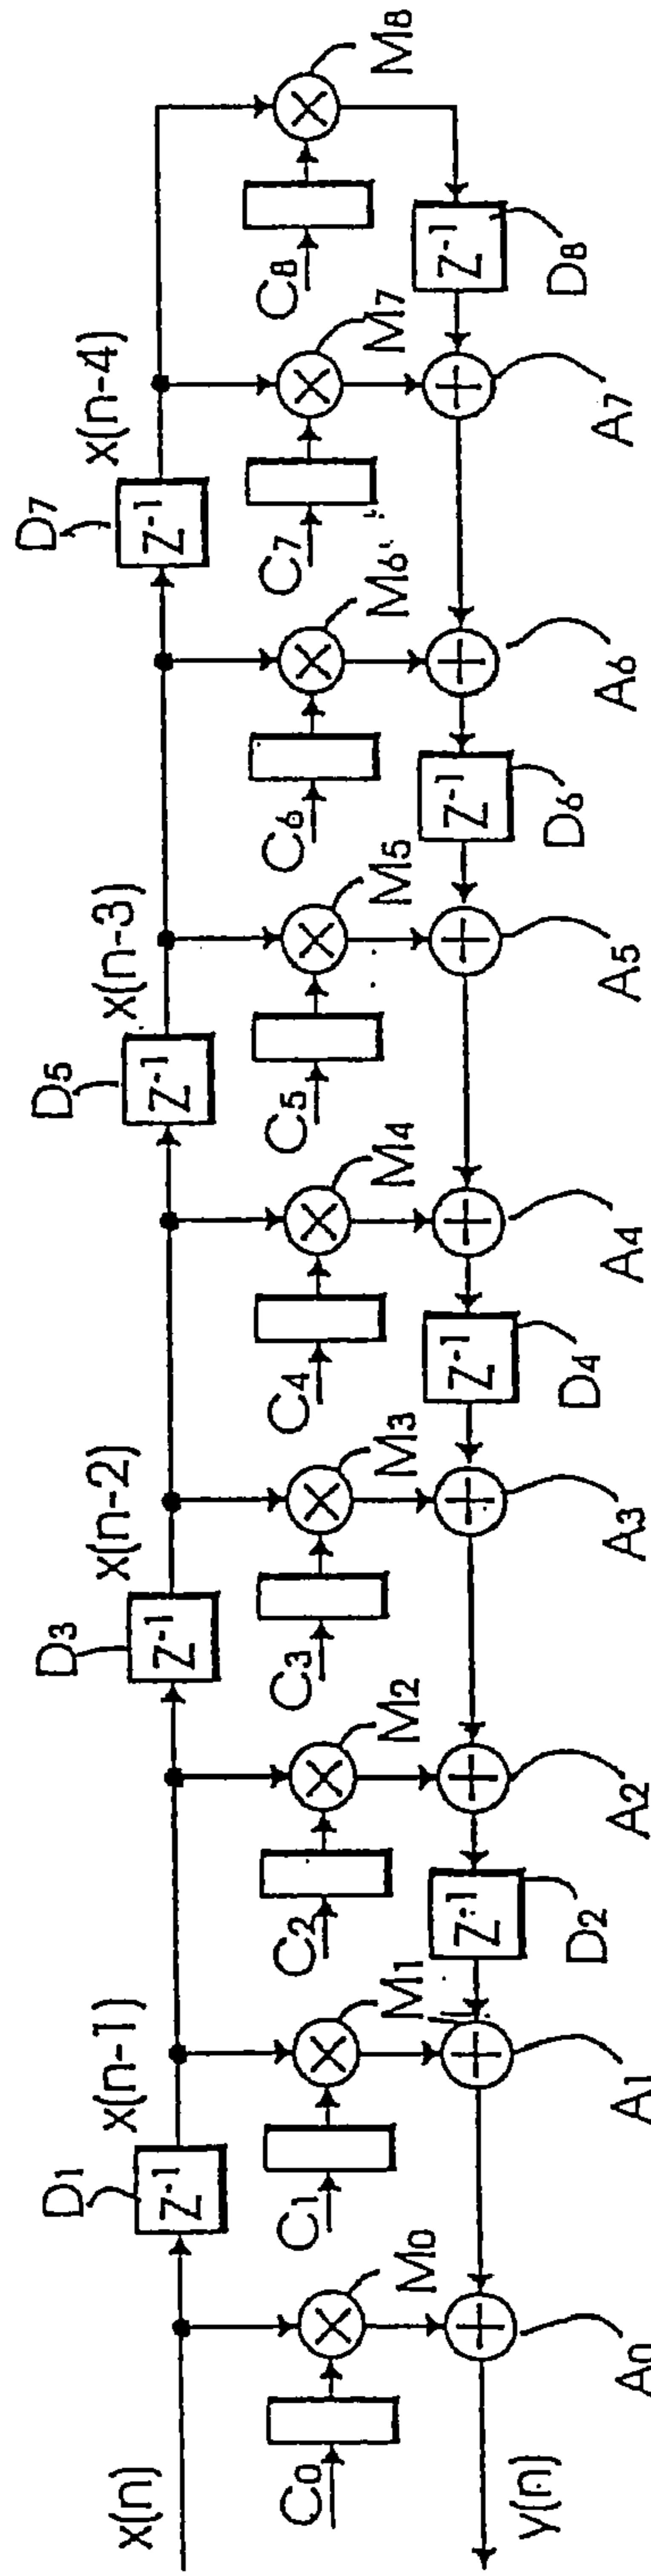 x(n) x(n-1) x(n-2) x(n-3) x(n-4)
D1 D3 D5 D7
Z-1 Z-1 Z-1 Z-1
C0 C1 C2 C3 C4 C5 C6 C7 C8
M0 M1 M2 M3 M4 M5 M6 M7 M8
Z-1 Z-1 Z-1 Z-1
y(n)
D2 D4 D6 D8
A0 A1 A2 A3 A4 A5 A6 A7